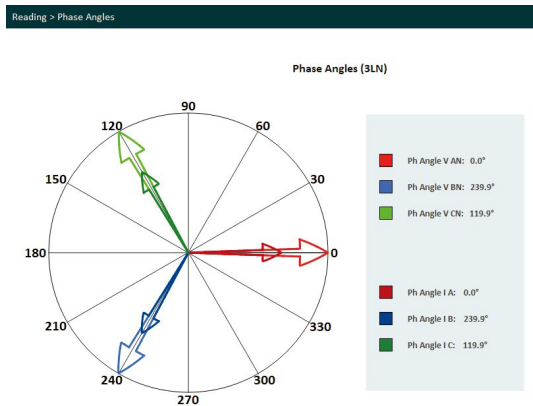 Reading > Phase Angles
Phase Angles (3LN)
90
120
60
150
30
180
0
210
330
240
300
270
Ph Angle V AN: 0.0°
Ph Angle V BN: 239.9°
Ph Angle V CN: 119.9°
Ph Angle I A: 0.0°
Ph Angle I B: 239.9°
Ph Angle I C: 119.9°